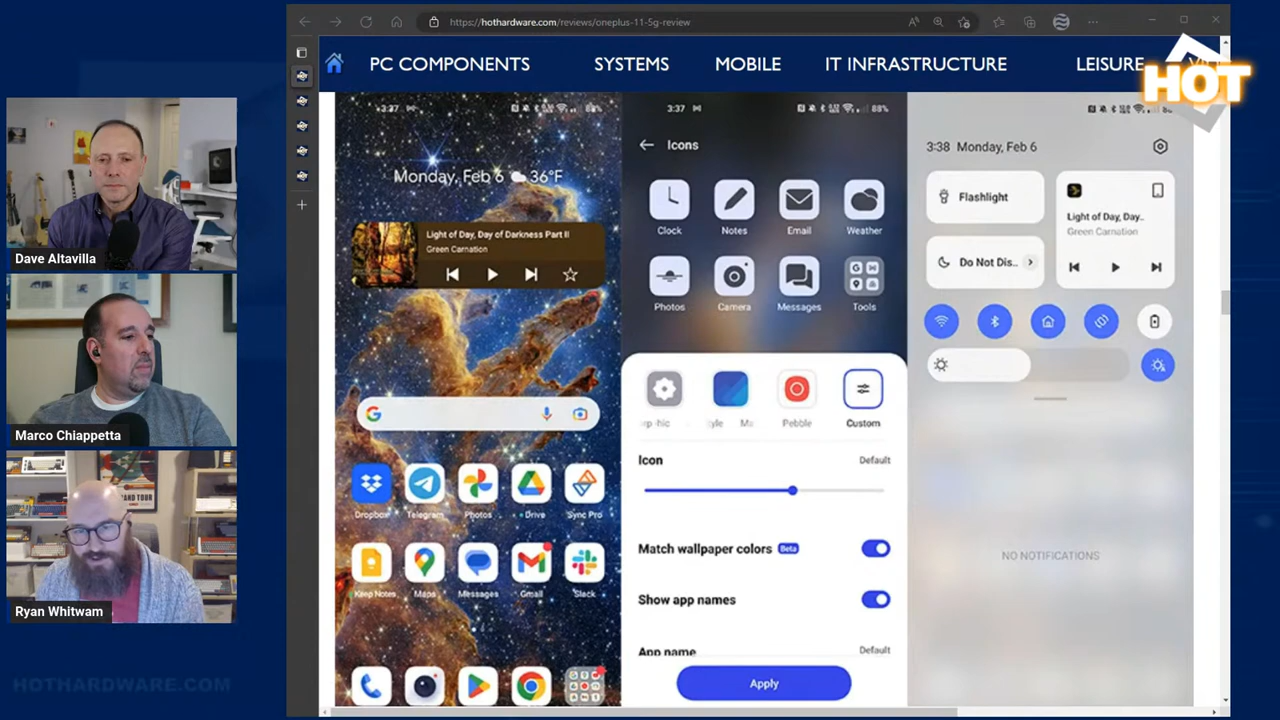 https://hothardware.com/reviews/oneplus-11-5g-review
PC COMPONENTS SYSTEMS MOBILE IT INFRASTRUCTURE LEISURE
HOT
Dave Altavilla
Marco Chiappetta
Ryan Whitwam
HOTHARDWARE.COM
3:37 88%
Monday, Feb 6 36°F
Light of Day, Day of Darkness Part II
Green Carnation
Dropbox Telegram Photos Drive Sync Pro
Keep Notes Maps Messages Gmail Slack
3:37 88%
Icons
Clock Notes Email Weather
Photos Camera Messages Tools
Pebble Custom
Icon Default
Match wallpaper colors Beta
Show app names
App name Default
Apply
3:38 Monday, Feb 6
Flashlight
Light of Day, Day..
Green Carnation
Do Not Dis..
NO NOTIFICATIONS